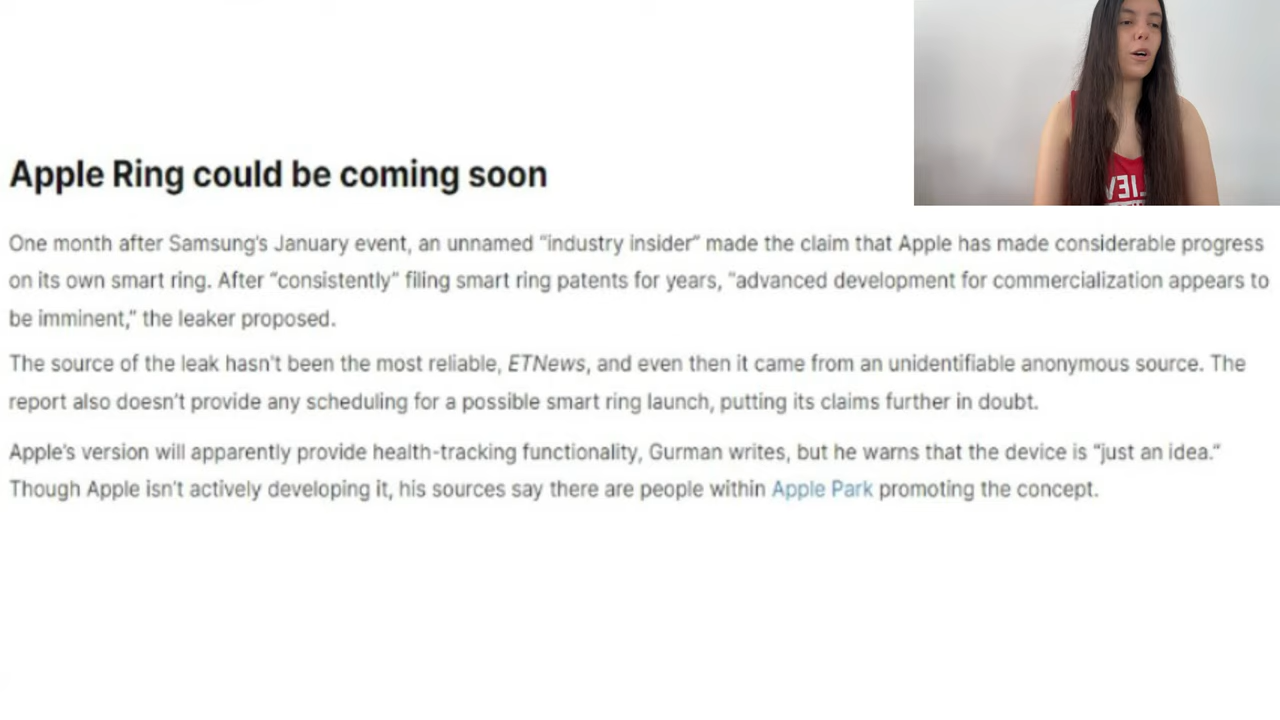 Apple Ring could be coming soon
One month after Samsung's January event, an unnamed "industry insider" made the claim that Apple has made considerable progress
on its own smart ring. After "consistently" filing smart ring patents for years, "advanced development for commercialization appears to
be imminent," the leaker proposed.
The source of the leak hasn't been the most reliable, ETNews, and even then it came from an unidentifiable anonymous source. The
report also doesn't provide any scheduling for a possible smart ring launch, putting its claims further in doubt.
Apple's version will apparently provide health-tracking functionality, Gurman writes, but he warns that the device is "just an idea."
Though Apple isn't actively developing it, his sources say there are people within Apple Park promoting the concept.